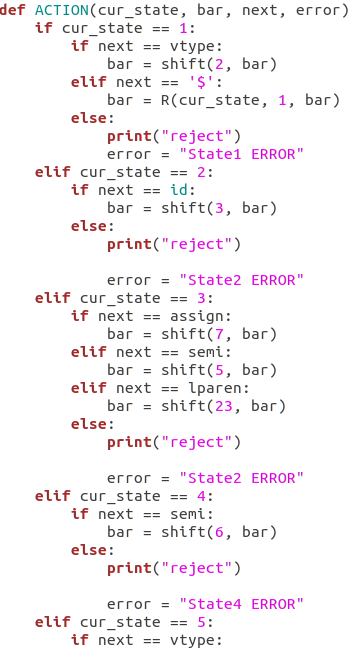 def ACTION(cur_state, bar, next, error)
    if cur_state == 1:
        if next == vtype:
            bar = shift(2, bar)
        elif next == '$':
            bar = R(cur_state, 1, bar)
        else:
            print("reject")
            error = "State1 ERROR"
    elif cur_state == 2:
        if next == id:
            bar = shift(3, bar)
        else:
            print("reject")

            error = "State2 ERROR"
    elif cur_state == 3:
        if next == assign:
            bar = shift(7, bar)
        elif next == semi:
            bar = shift(5, bar)
        elif next == lparen:
            bar = shift(23, bar)
        else:
            print("reject")

            error = "State2 ERROR"
    elif cur_state == 4:
        if next == semi:
            bar = shift(6, bar)
        else:
            print("reject")

            error = "State4 ERROR"
    elif cur_state == 5:
        if next == vtype: